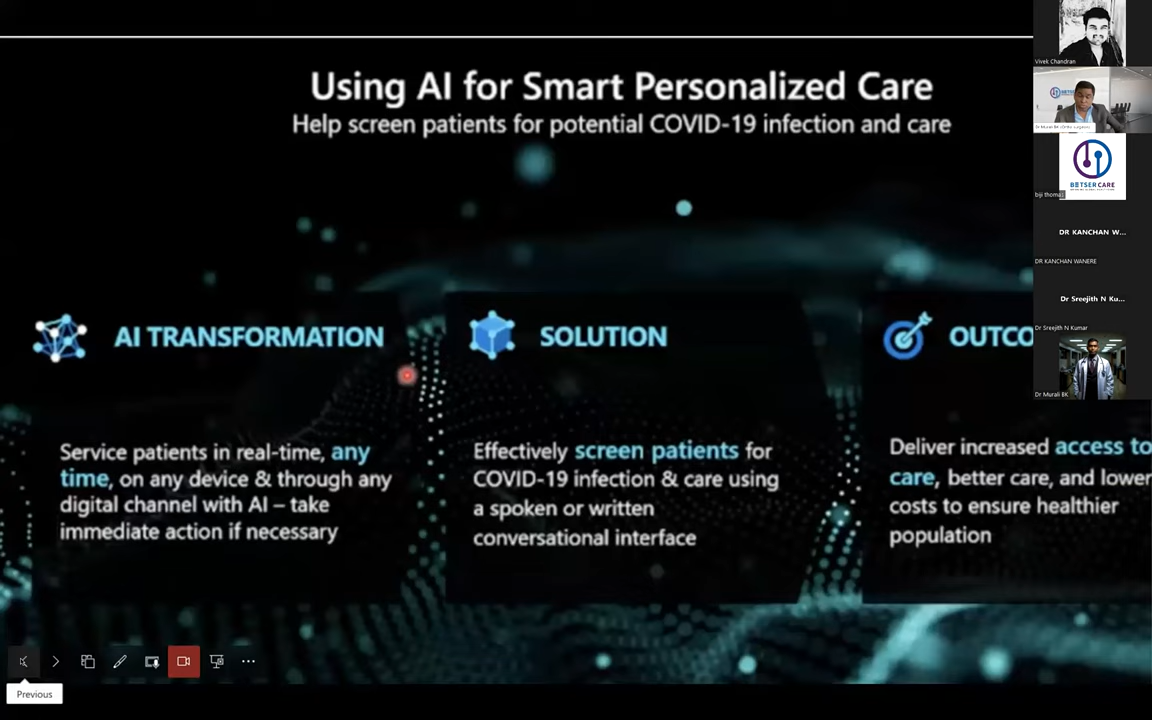 Using AI for Smart Personalized Care
Help screen patients for potential COVID-19 infection and care
AI TRANSFORMATION
Service patients in real-time, any
time, on any device & through any
digital channel with AI – take
immediate action if necessary
SOLUTION
Effectively screen patients for
COVID-19 infection & care using
a spoken or written
conversational interface
OUTCO
Deliver increased access to
care, better care, and lower
costs to ensure healthier
population
Previous
Vivek Chandran
BETSER CARE
biji thomas
DR KANCHAN W...
DR KANCHAN WANERE
Dr Sreejith N Ku...
Dr Sreejith N Kumar
Dr Murali BK